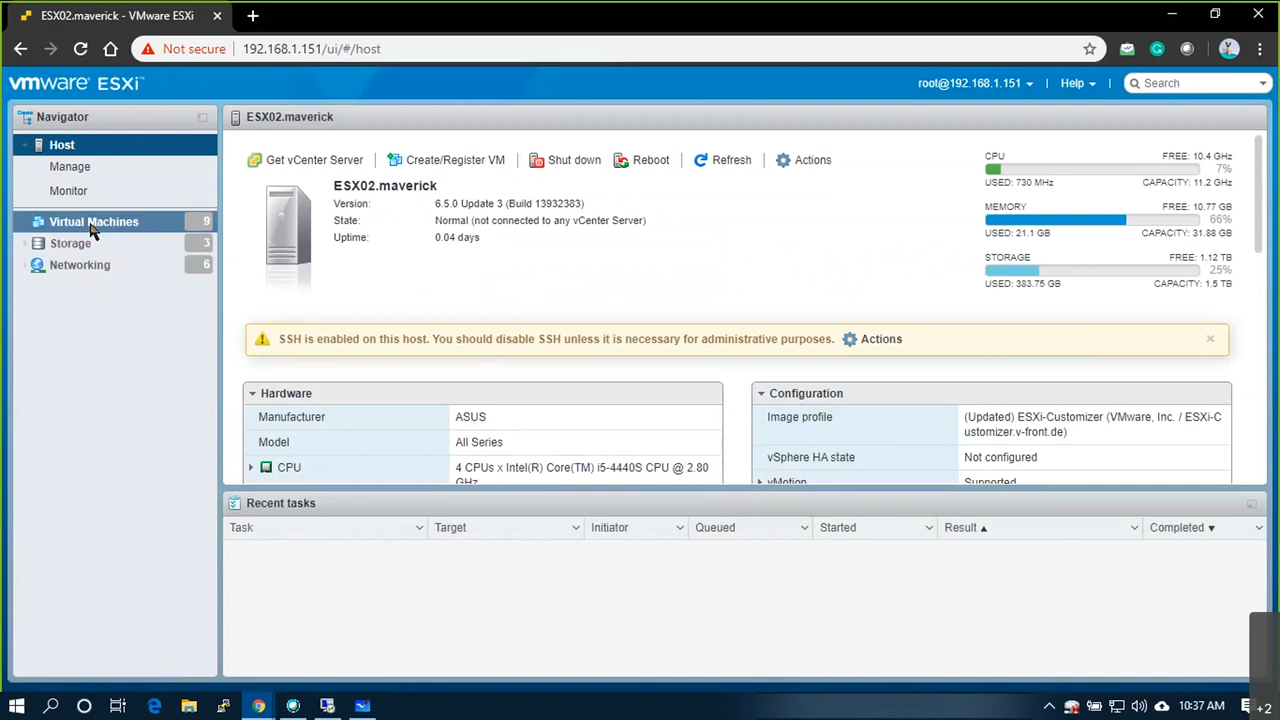 ESX02.maverick - VMware ESXi
Not secure 192.168.1.151/ui/#/host
vmware ESXi™
root@192.168.1.151 | Help | Search
Navigator
Host
Manage
Monitor
Virtual Machines 9
Storage 3
Networking 6
ESX02.maverick
Get vCenter Server | Create/Register VM | Shut down Reboot | Refresh | Actions
ESX02.maverick
Version: 6.5.0 Update 3 (Build 13932383)
State: Normal (not connected to any vCenter Server)
Uptime: 0.04 days
CPU FREE: 10.4 GHz
7%
USED: 730 MHz CAPACITY: 11.2 GHz
MEMORY FREE: 10.77 GB
66%
USED: 21.1 GB CAPACITY: 31.88 GB
STORAGE FREE: 1.12 TB
25%
USED: 383.75 GB CAPACITY: 1.5 TB
SSH is enabled on this host. You should disable SSH unless it is necessary for administrative purposes. Actions
Hardware
Manufacturer ASUS
Model All Series
CPU 4 CPUs x Intel(R) Core(TM) i5-4440S CPU @ 2.80
GHz
Configuration
Image profile (Updated) ESXi-Customizer (VMware, Inc. / ESXi-C
ustomizer.v-front.de)
vSphere HA state Not configured
vMotion Supported
Recent tasks
Task Target Initiator Queued Started Result Completed
10:37 AM
+2